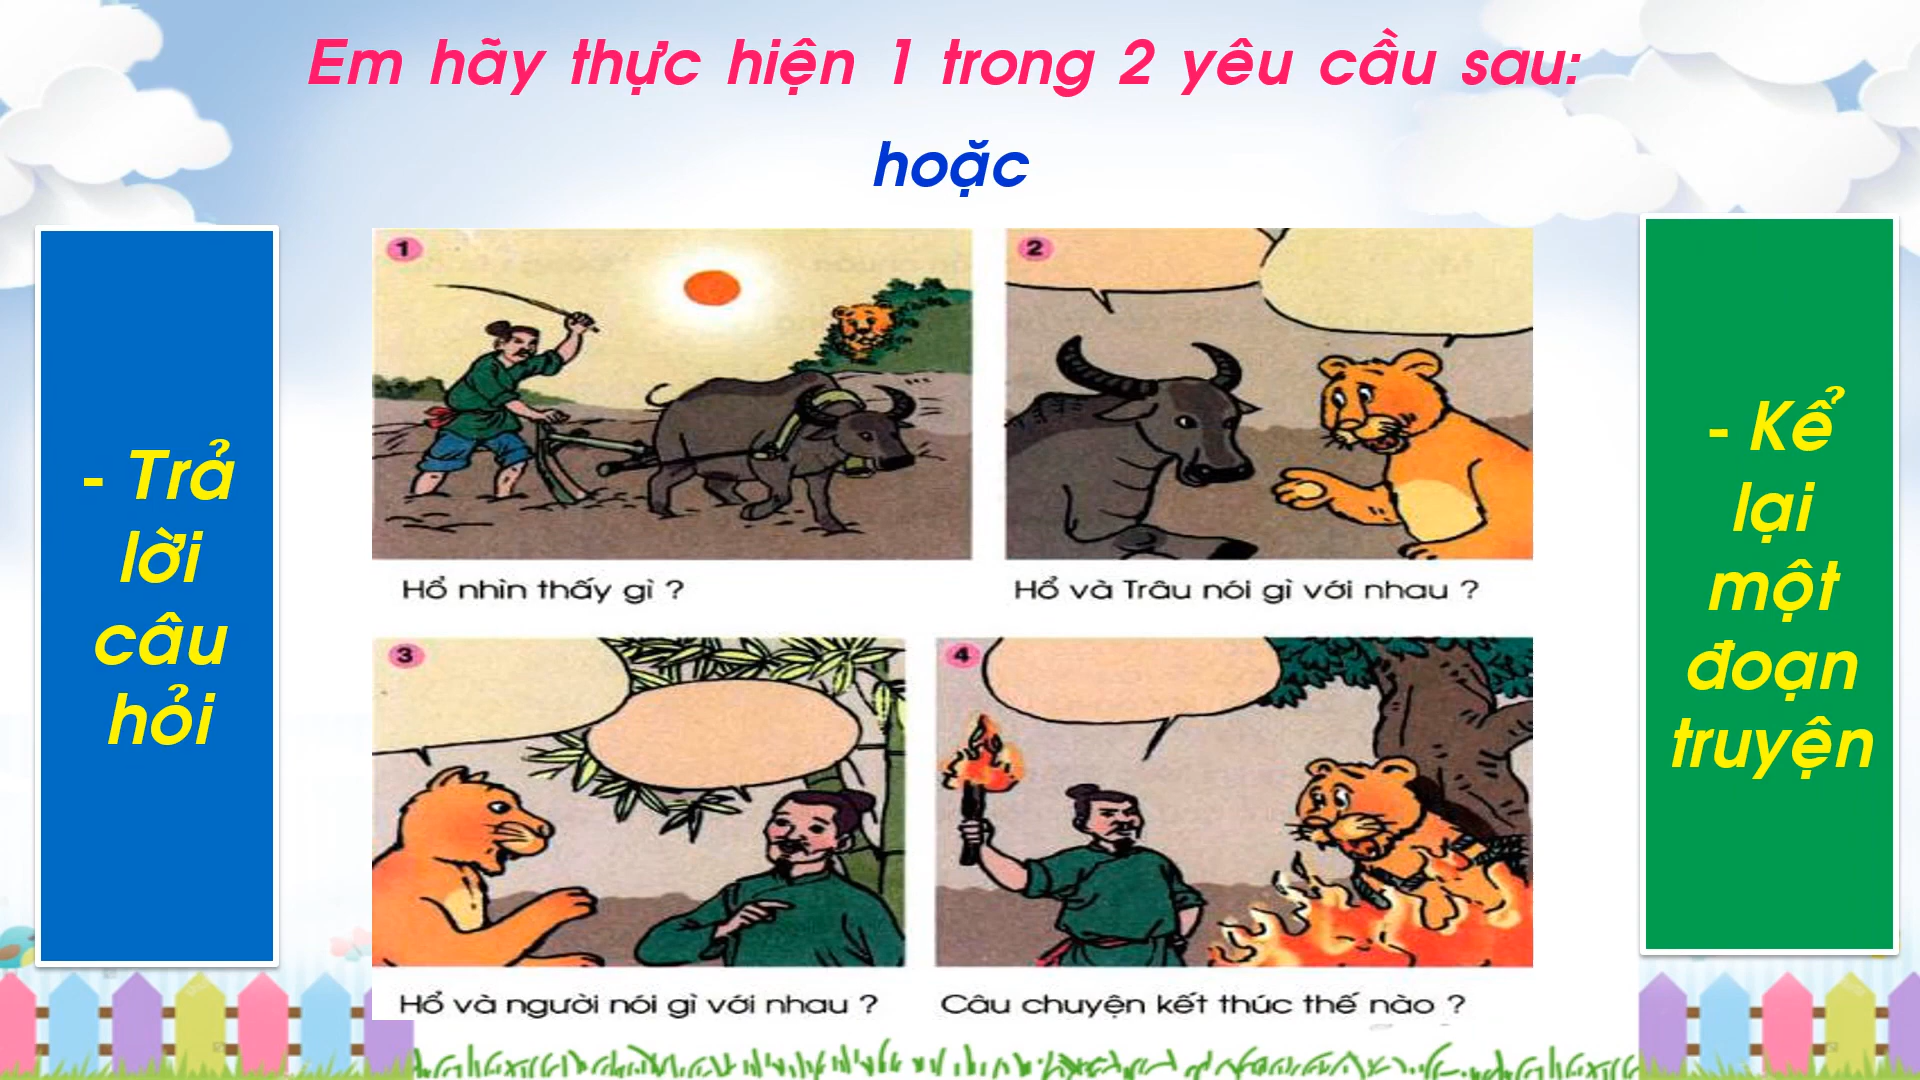 Em hãy thực hiện 1 trong 2 yêu cầu sau:
hoặc
- Trả
lời
câu
hỏi
1
2
Hổ nhìn thấy gì ?
Hổ và Trâu nói gì với nhau ?
3
4
Hổ và người nói gì với nhau ?
Câu chuyện kết thúc thế nào ?
- Kể
lại
một
đoạn
truyện